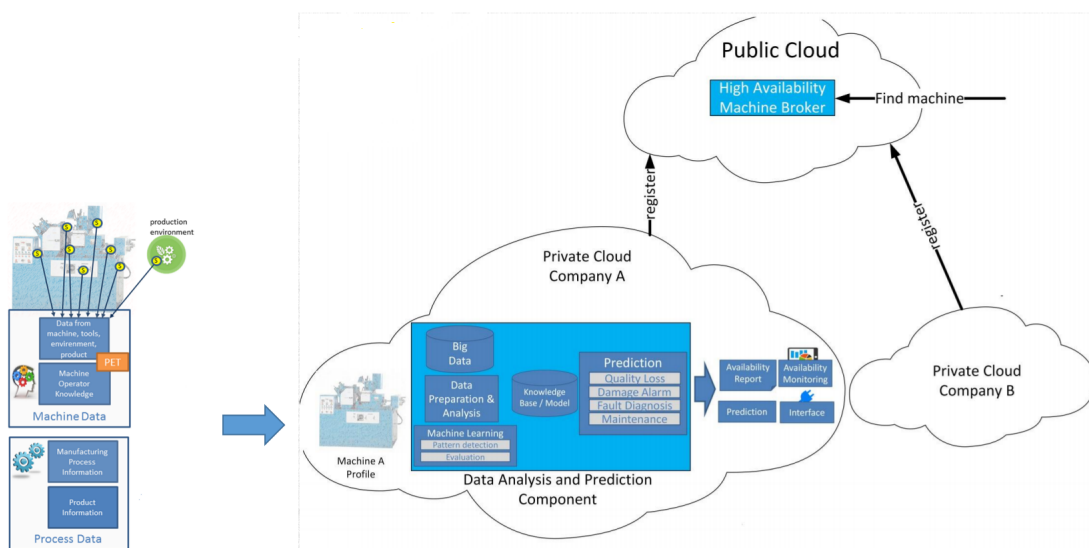 Public Cloud
High Availability
Machine Broker
Find machine
register
register
production
environment
S
S
S
S
S
S
S
S
Data from
machine, tools,
envirenment,
product
PET
Machine
Operator
Knowledge
Machine Data
Manufacturing
Process
Information
Product
Information
Process Data
Private Cloud
Company A
Big
Data
Data
Preparation &
Analysis
Machine Learning
Pattern detection
Evaluation
Knowledge
Base / Model
Prediction
Quality Loss
Damage Alarm
Fault Diagnosis
Maintenance
Availability
Report
Availability
Monitoring
Prediction
Interface
Machine A
Profile
Data Analysis and Prediction
Component
Private Cloud
Company B